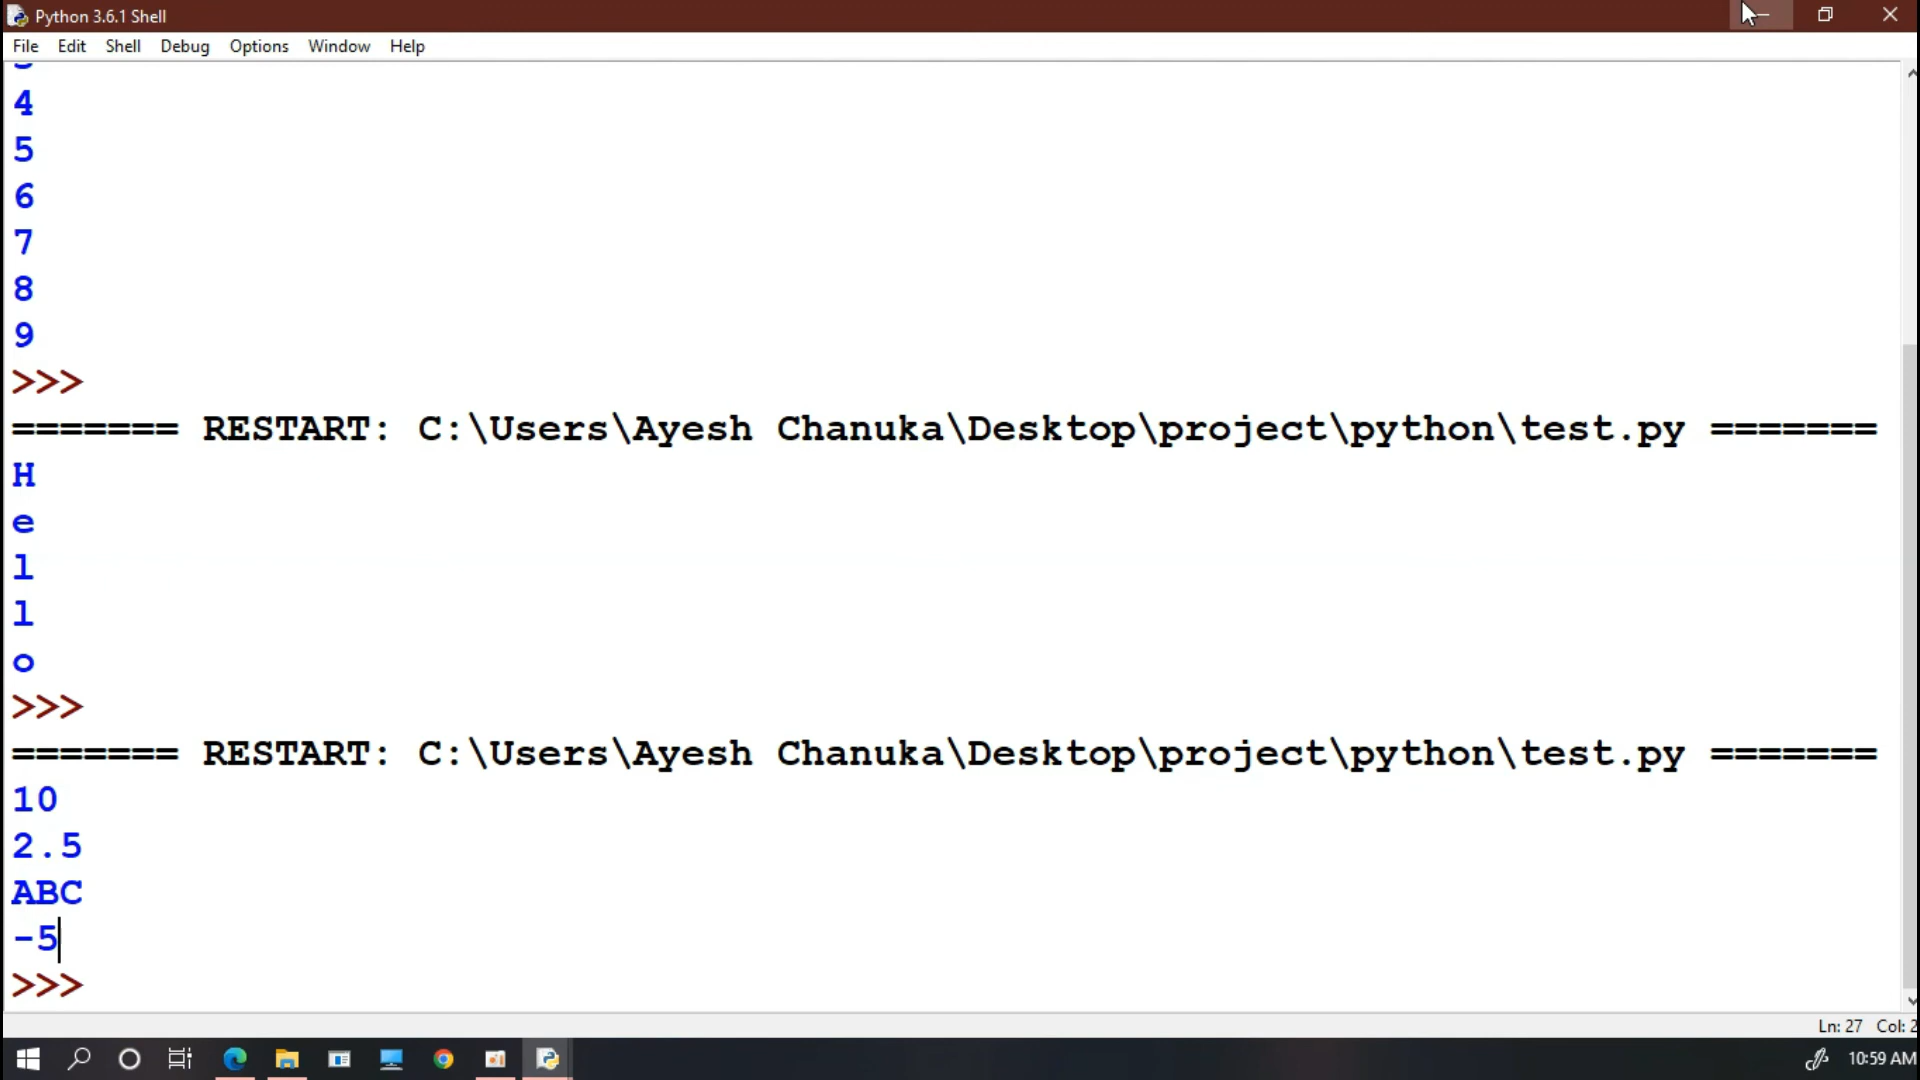 Python 3.6.1 Shell
File Edit Shell Debug Options Window Help
4
5
6
7
8
9
>>>
======= RESTART: C:\Users\Ayesh Chanuka\Desktop\project\python\test.py =======
H
e
l
l
o
>>>
======= RESTART: C:\Users\Ayesh Chanuka\Desktop\project\python\test.py =======
10
2.5
ABC
-5
>>>
Ln: 27 Col: 2
10:59 AM